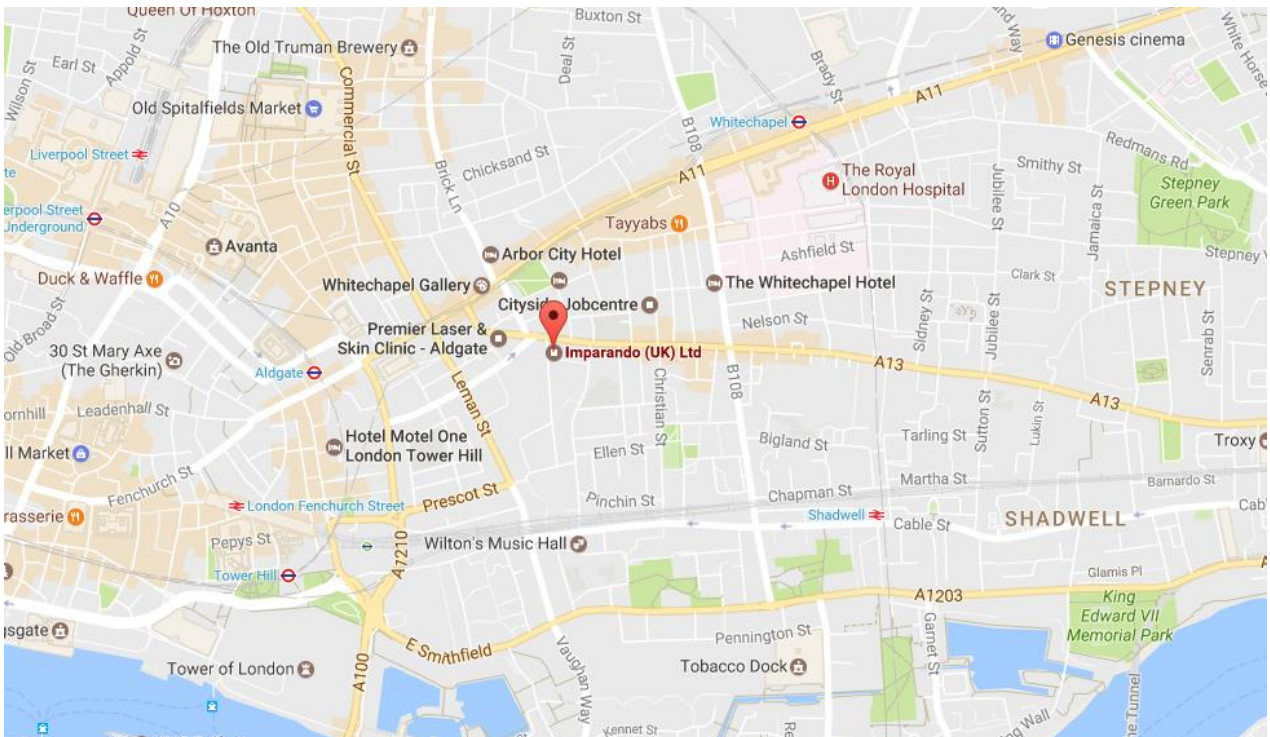 Queen Of Hoxton
Buxton St
The Old Truman Brewery
Genesis cinema
White Horse
Earl St
Appold St
Wilson St
Deal St
Brady St
Commercial St
Old Spitalfields Market
A11
B108
Whitechapel
Liverpool Street
Chicksand St
Brick Ln
A11
The Royal
London Hospital
Smithy St
Redmans Rd
Stepney
Green Park
Jubilee St
Jamaica St
A10
Underground
Avanta
Tayyabs
Ashfield St
Arbor City Hotel
Duck & Waffle
Whitechapel Gallery
The Whitechapel Hotel
Clark St
STEPNEY
Old Broad St
Cityside Jobcentre
Nelson St
Sidney St
Jubilee St
Senrab St
Premier Laser &
Skin Clinic - Aldgate
Imparando (UK) Ltd
30 St Mary Axe
(The Gherkin)
Aldgate
A13
B108
Christian St
Leman St
A13
Leadenhall St
Hotel Motel One
London Tower Hill
Ellen St
Bigland St
Tarling St
Sutton St
Lukin St
Troxy
Fenchurch St
Prescot St
Pinchin St
Chapman St
Martha St
Barnardo St
London Fenchurch Street
Shadwell
Cable St
SHADWELL
Pepys St
A1210
Wilton's Music Hall
Tower Hill
Glamis Pl
A1203
King
Edward VII
Memorial Park
E Smithfield
Pennington St
Garnet St
Tower of London
A100
Vaughan Way
Tobacco Dock
Kennet St